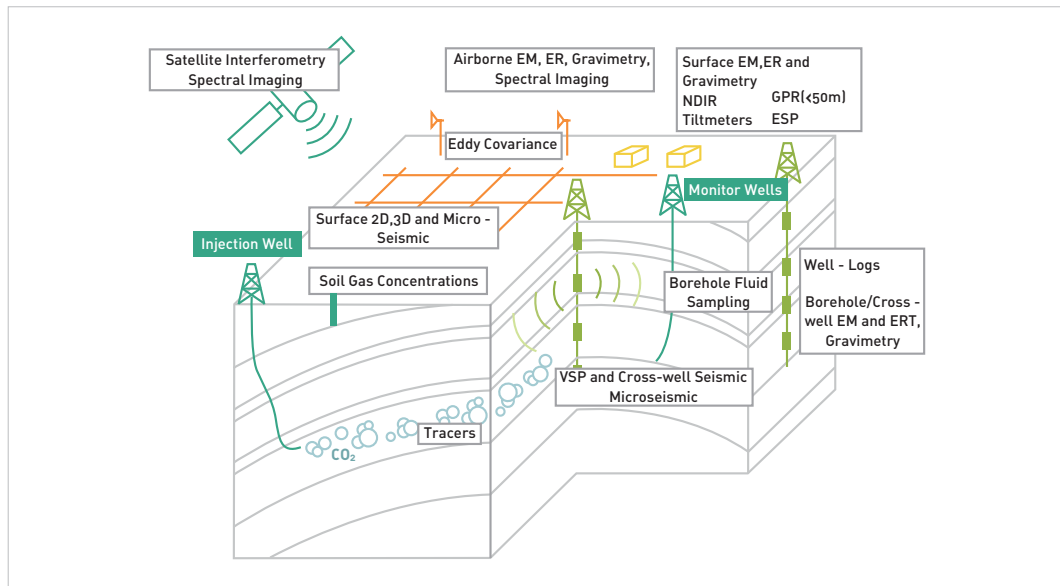 Satellite Interferometry
Spectral Imaging
Airborne EM, ER, Gravimetry,
Spectral Imaging
Surface EM,ER and
Gravimetry
NDIR GPR(<50m)
Tiltmeters ESP
Eddy Covariance
Monitor Wells
Surface 2D,3D and Micro -
Seismic
Injection Well
Soil Gas Concentrations
Borehole Fluid
Sampling
Well - Logs
Borehole/Cross -
well EM and ERT,
Gravimetry
VSP and Cross-well Seismic
Microseismic
Tracers
CO₂